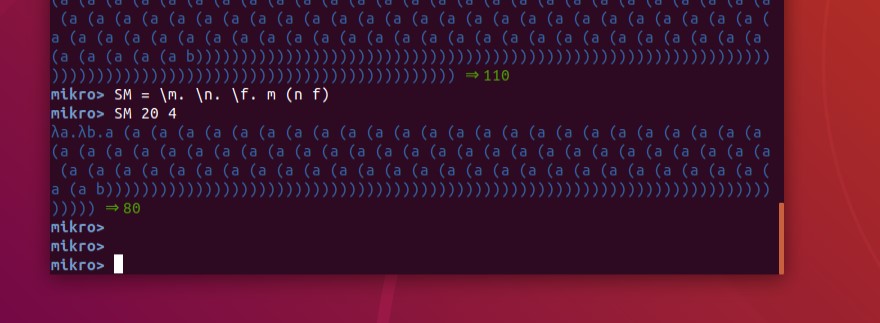 (a (a (a (a (a (a (a (a (a (a (a (a (a (a (a (a (a (a (a (a (a (a (a (a (a (a (a
 (a (a (a (a (a (a (a (a (a (a (a (a (a (a (a (a (a (a (a (a (a (a (a (a (a (a (
a (a (a (a (a (a (a (a (a (a (a (a (a (a (a (a (a (a (a (a (a (a (a (a (a (a (a
(a (a (a (a (a b))))))))))))))))))))))))))))))))))))))))))))))))))))))))))))))))
))))))))))))))))))))))))))))))))))))))))))))) ⇒ 110
mikro> SM = \m. \n. \f. m (n f)
mikro> SM 20 4
λa.λb.a (a (a (a (a (a (a (a (a (a (a (a (a (a (a (a (a (a (a (a (a (a (a (a (a
(a (a (a (a (a (a (a (a (a (a (a (a (a (a (a (a (a (a (a (a (a (a (a (a (a (a (a
 (a (a (a (a (a (a (a (a (a (a (a (a (a (a (a (a (a (a (a (a (a (a (a (a (a (a (
a (a b))))))))))))))))))))))))))))))))))))))))))))))))))))))))))))))))))))))))))
))))) ⇒ 80
mikro>
mikro>
mikro>